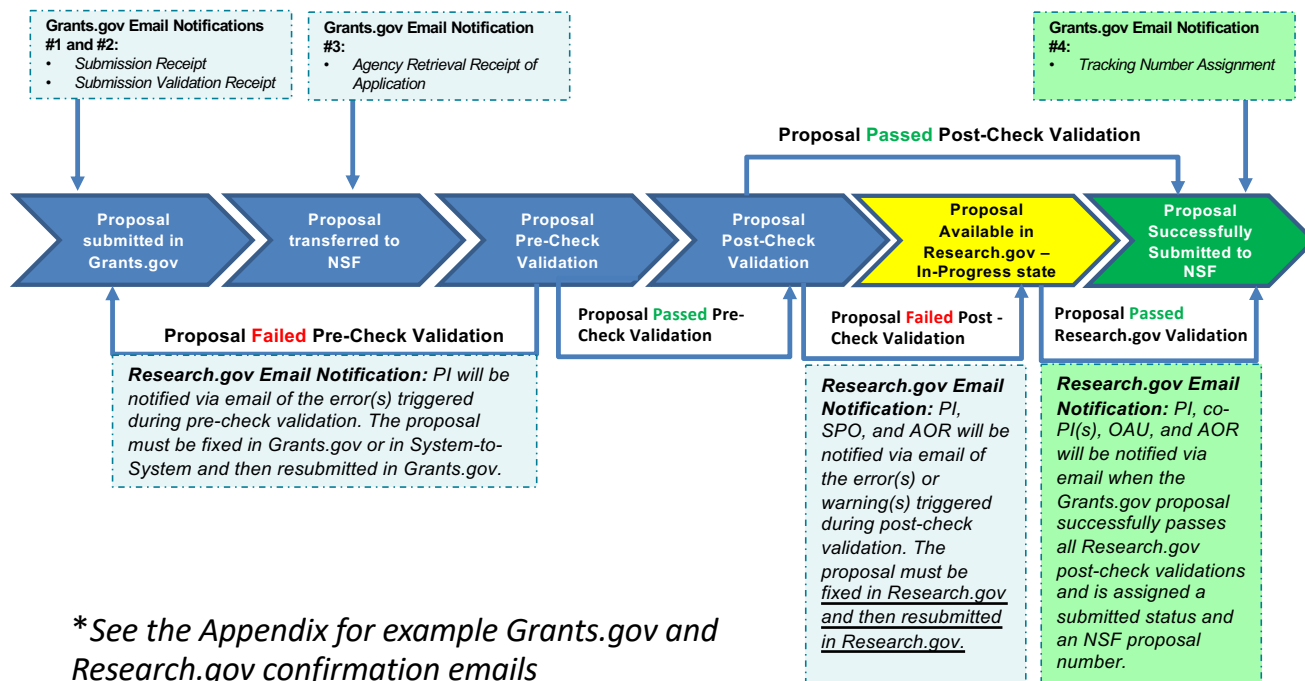 Grants.gov Email Notifications
#1 and #2:
• Submission Receipt
• Submission Validation Receipt
Grants.gov Email Notification
#3:
• Agency Retrieval Receipt of
Application
Grants.gov Email Notification
#4:
• Tracking Number Assignment
Proposal Passed Post-Check Validation
Proposal
submitted in
Grants.gov
Proposal
transferred to
NSF
Proposal
Pre-Check
Validation
Proposal
Post-Check
Validation
Proposal
Available in
Research.gov –
In-Progress state
Proposal
Successfully
Submitted to
NSF
Proposal Failed Pre-Check Validation
Proposal Passed Pre-
Check Validation
Proposal Failed Post -
Check Validation
Proposal Passed
Research.gov Validation
Research.gov Email Notification: PI will be
notified via email of the error(s) triggered
during pre-check validation. The proposal
must be fixed in Grants.gov or in System-to-
System and then resubmitted in Grants.gov.
Research.gov Email
Notification: PI,
SPO, and AOR will be
notified via email of
the error(s) or
warning(s) triggered
during post-check
validation. The
proposal must be
fixed in Research.gov
and then resubmitted
in Research.gov.
Research.gov Email
Notification: PI, co-
PI(s), OAU, and AOR
will be notified via
email when the
Grants.gov proposal
successfully passes
all Research.gov
post-check validations
and is assigned a
submitted status and
an NSF proposal
number.
*See the Appendix for example Grants.gov and
Research.gov confirmation emails